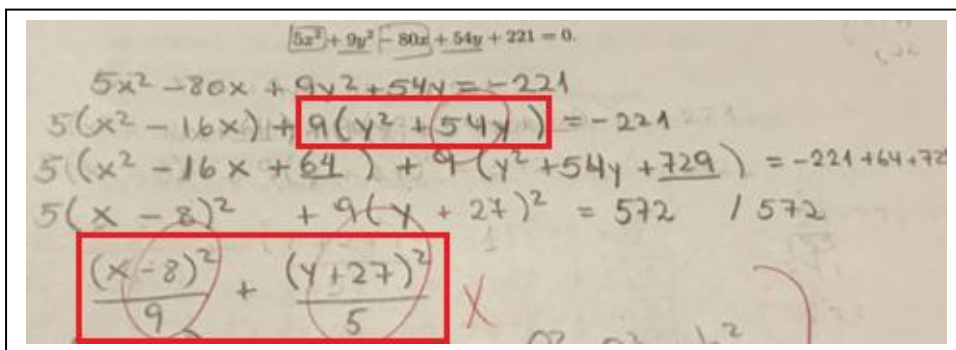 5x² + 9y² - 80x + 54y + 221 = 0.
5x² - 80x + 9y² + 54y = -221
5(x² - 16x) + 9(y² + 54y) = -221
5(x² - 16x + 64) + 9(y² + 54y + 729) = -221 + 64 + 72
5(x - 8)² + 9(y + 27)² = 572 / 572
(x - 8)²/9 + (y + 27)²/5 X